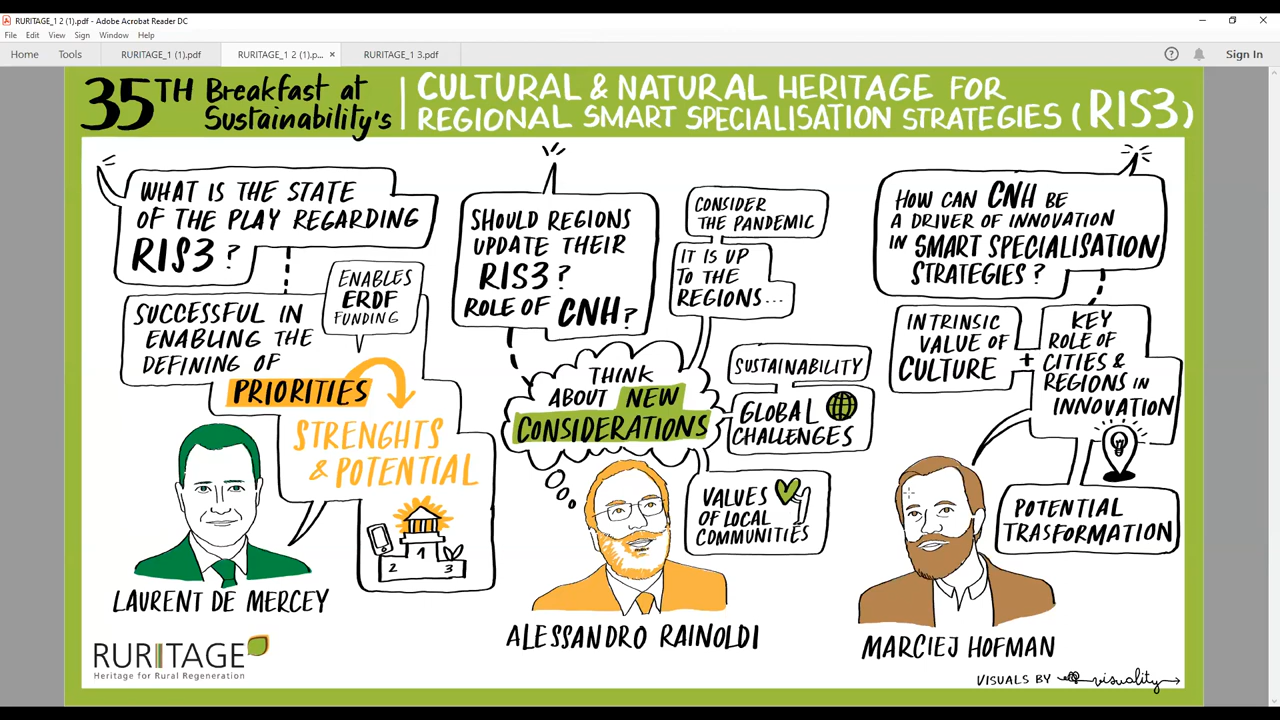 RURITAGE_1 2 (1).pdf - Adobe Acrobat Reader DC
File Edit View Sign Window Help
Home Tools RURITAGE_1 (1).pdf RURITAGE_1 2 (1).p... × RURITAGE_1 3.pdf Sign In
35TH Breakfast at Sustainability's
CULTURAL & NATURAL HERITAGE FOR
REGIONAL SMART SPECIALISATION STRATEGIES (RIS3)
WHAT IS THE STATE
OF THE PLAY REGARDING
RIS3?
ENABLES
ERDF
FUNDING
SUCCESSFUL IN
ENABLING THE
DEFINING OF
PRIORITIES
STRENGHTS
& POTENTIAL
1
2 3
LAURENT DE MERCEY
SHOULD REGIONS
UPDATE THEIR
RIS3?
ROLE OF CNH?
THINK
ABOUT NEW
CONSIDERATIONS
CONSIDER
THE PANDEMIC
IT IS UP
TO THE
REGIONS...
SUSTAINABILITY
GLOBAL
CHALLENGES
VALUES
OF LOCAL
COMMUNITIES
ALESSANDRO RAINOLDI
HOW CAN CNH BE
A DRIVER OF INNOVATION
IN SMART SPECIALISATION
STRATEGIES?
INTRINSIC
VALUE OF
CULTURE
+
KEY
ROLE OF
CITIES &
REGIONS IN
INNOVATION
POTENTIAL
TRASFORMATION
MARCIEJ HOFMAN
RURITAGE
Heritage for Rural Regeneration
VISUALS BY visuality